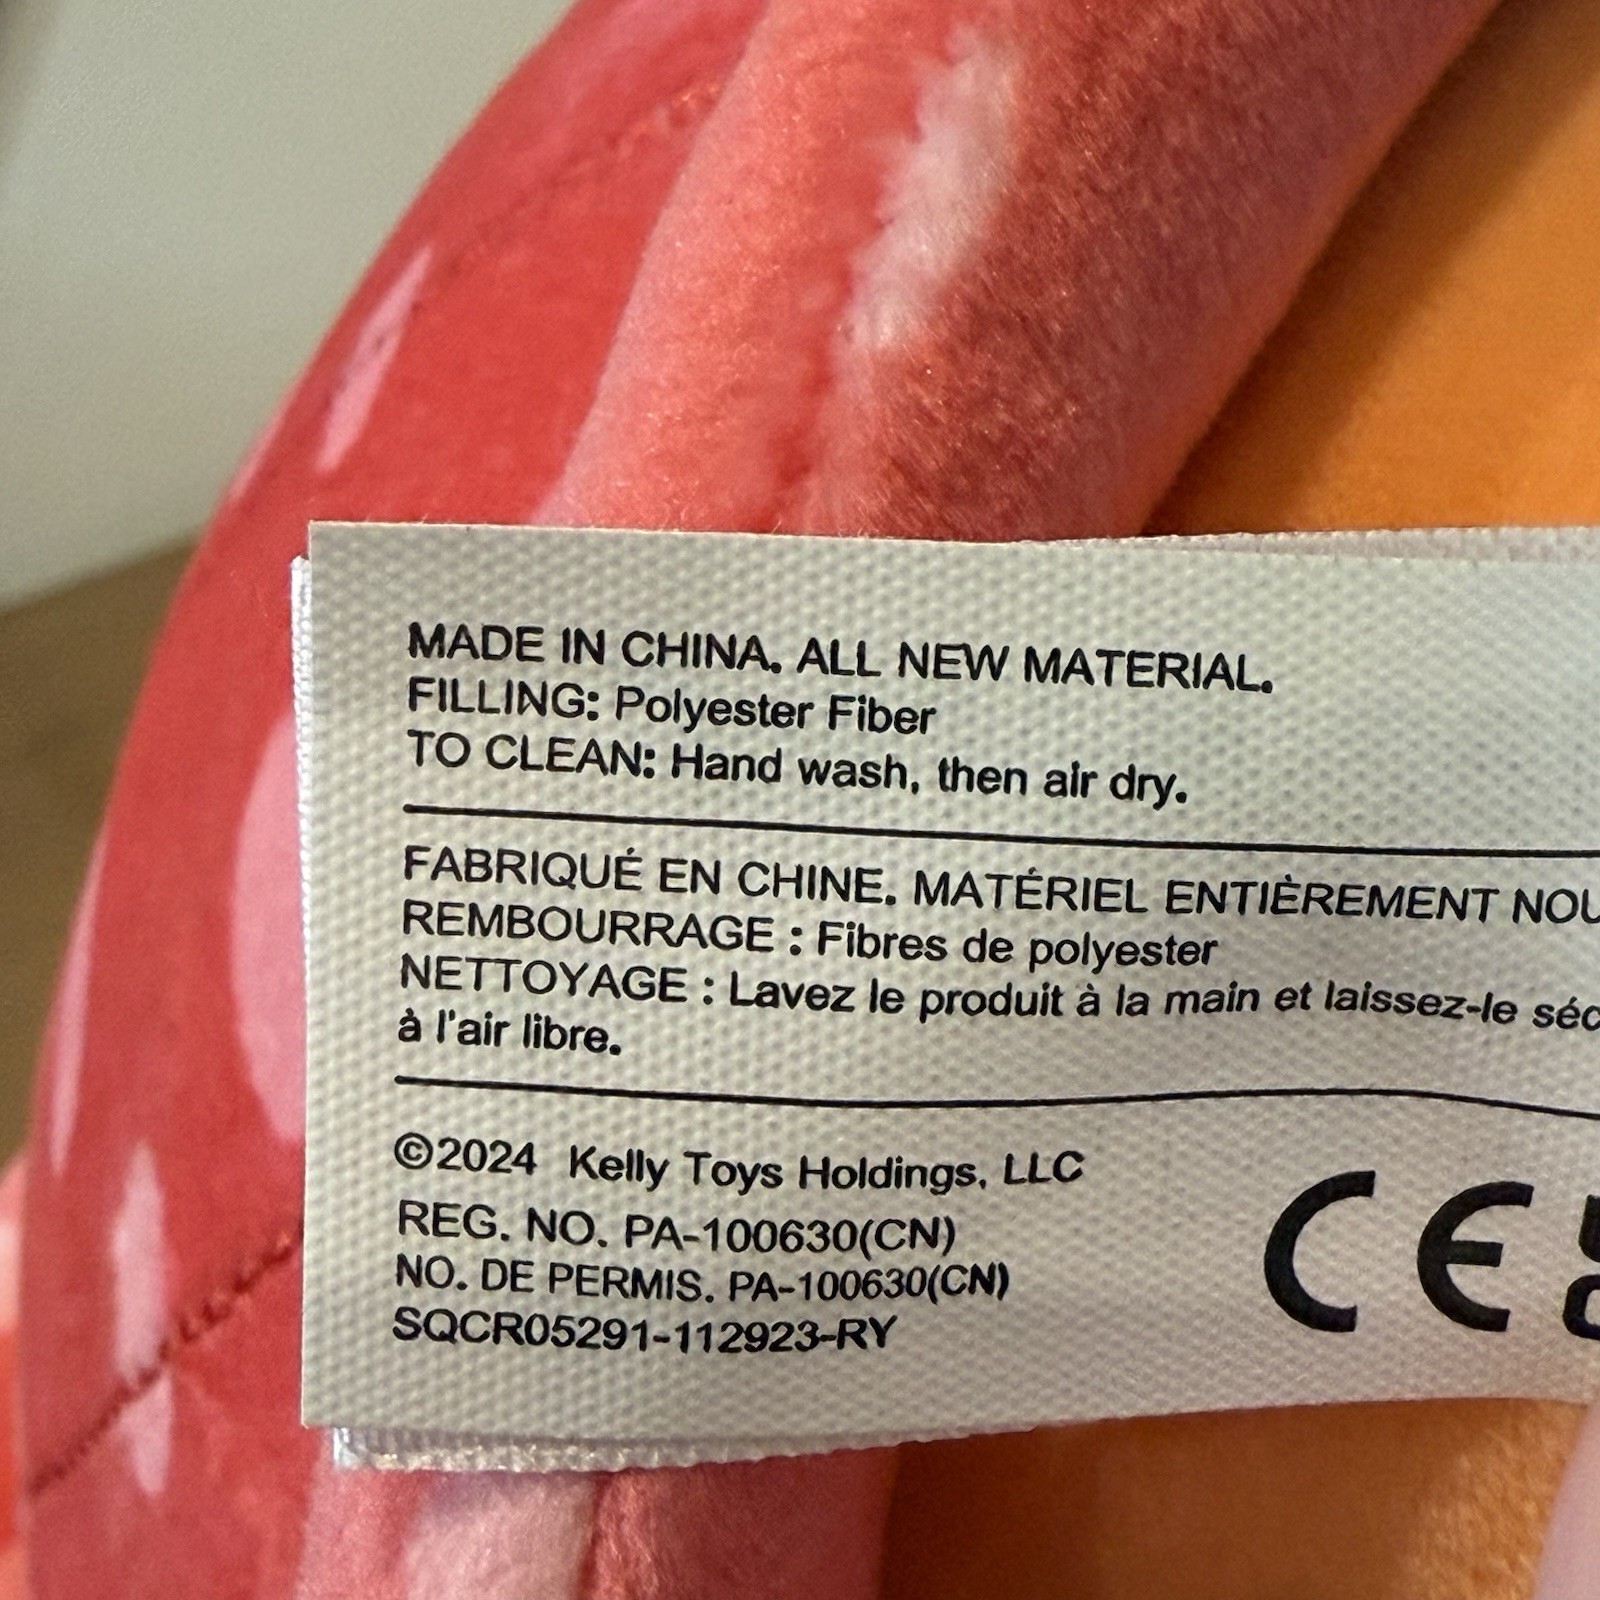 MADE IN CHINA. ALL NEW MATERIAL.
FILLING: Polyester Fiber
TO CLEAN: Hand wash, then air dry.
FABRIQUÉ EN CHINE. MATÉRIEL ENTIÈREMENT
REMBOURRAGE : Fibres de polyester
NETTOYAGE : Lavez le produit à la main et laissez-le
à l'air libre.
©2024 Kelly Toys Holdings, LLC
REG. NO. PA-100630(CN)
NO. DE PERMIS. PA-100630(CN)
SQCR05291-112923-RY
CE